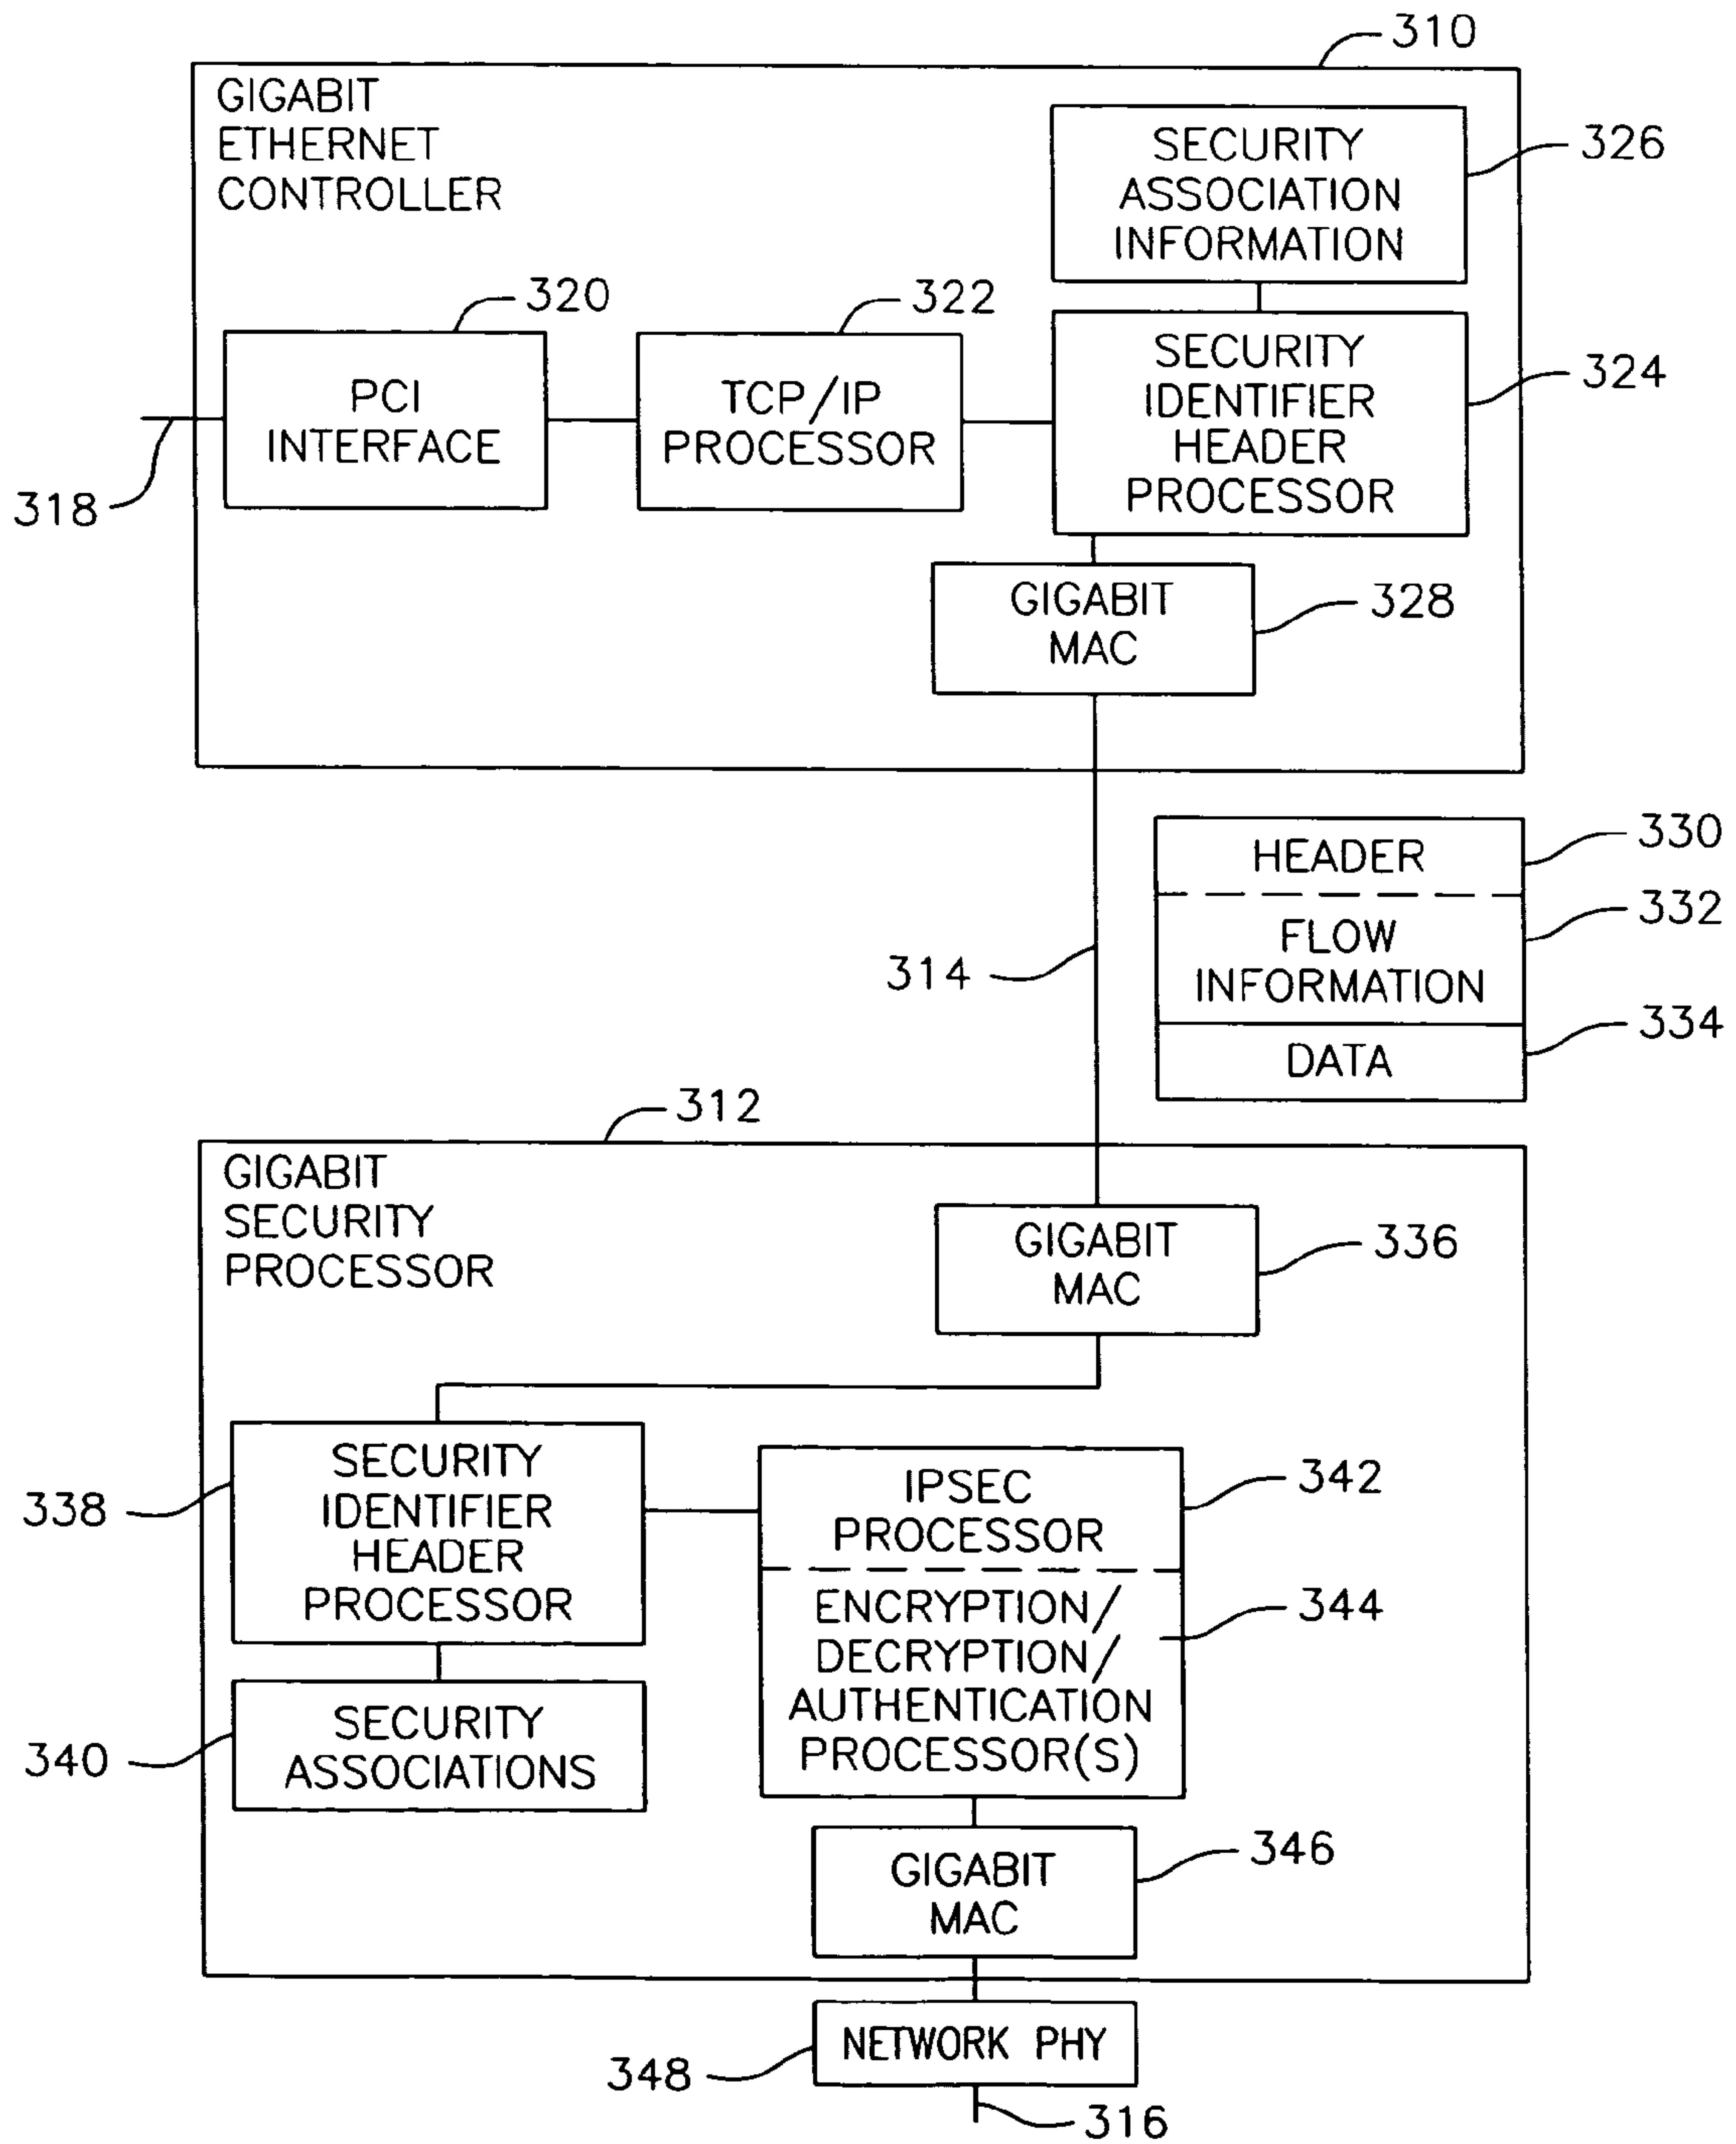 310
GIGABIT
ETHERNET
CONTROLLER
SECURITY
ASSOCIATION
INFORMATION
326
320
322
PCI
INTERFACE
TCP/IP
PROCESSOR
SECURITY
IDENTIFIER
HEADER
PROCESSOR
324
318
GIGABIT
MAC
328
HEADER
330
FLOW
INFORMATION
332
314
DATA
334
312
GIGABIT
SECURITY
PROCESSOR
GIGABIT
MAC
336
SECURITY
IDENTIFIER
HEADER
PROCESSOR
338
IPSEC
PROCESSOR
342
ENCRYPTION/
DECRYPTION/
AUTHENTICATION
PROCESSOR(S)
344
SECURITY
ASSOCIATIONS
340
GIGABIT
MAC
346
NETWORK PHY
348
316